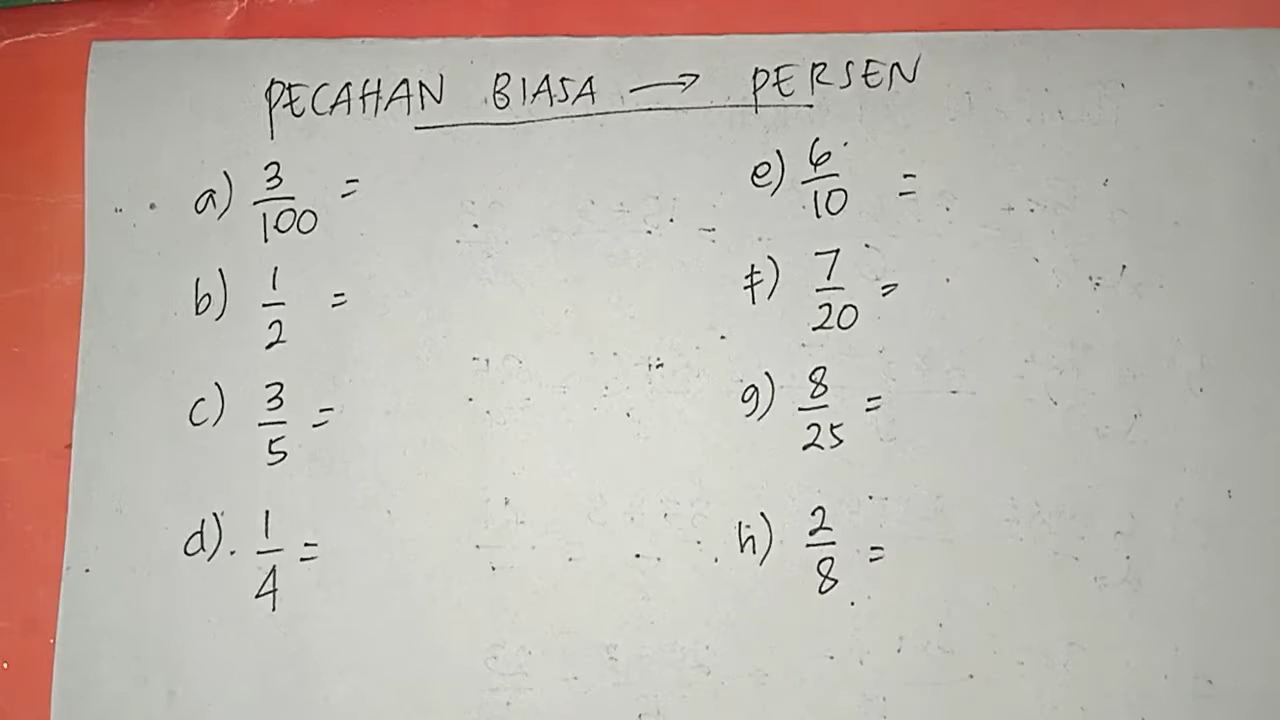 PECAHAN BIASA → PERSEN
a) 3/100 =
b) 1/2 =
c) 3/5 =
d). 1/4 =
e) 6/10 =
f) 7/20 =
g) 8/25 =
h) 2/8 =